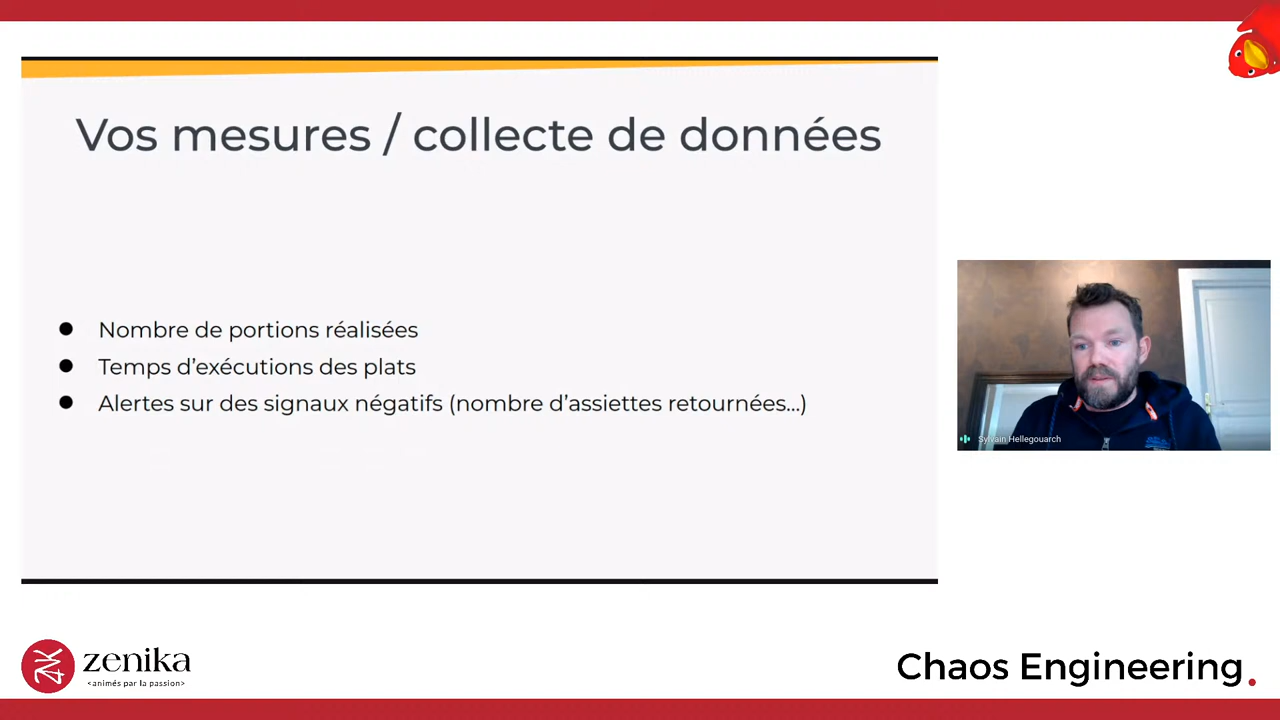 Vos mesures / collecte de données
● Nombre de portions réalisées
● Temps d’exécutions des plats
● Alertes sur des signaux négatifs (nombre d’assiettes retournées...)
Sylvain Hellegouarch
zenika
<animés par la passion>
Chaos Engineering.